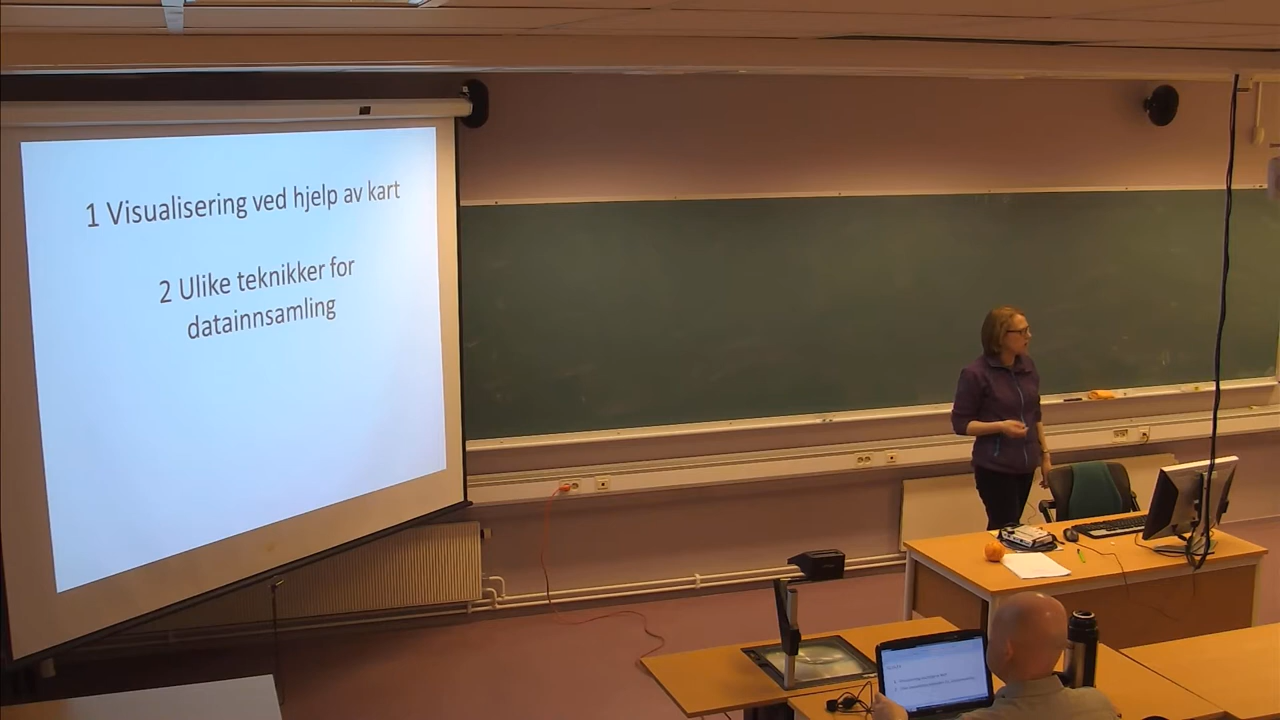 1 Visualisering ved hjelp av kart
2 Ulike teknikker for
datainnsamling